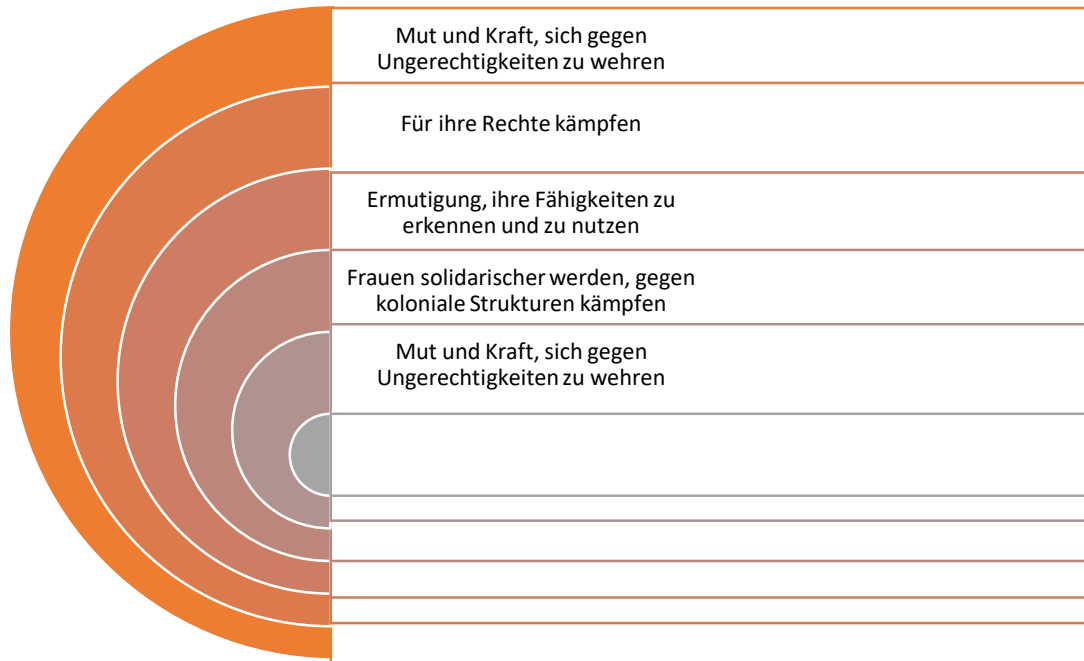 Mut und Kraft, sich gegen
Ungerechtigkeiten zu wehren
Für ihre Rechte kämpfen
Ermutigung, ihre Fähigkeiten zu
erkennen und zu nutzen
Frauen solidarischer werden, gegen
koloniale Strukturen kämpfen
Mut und Kraft, sich gegen
Ungerechtigkeiten zu wehren